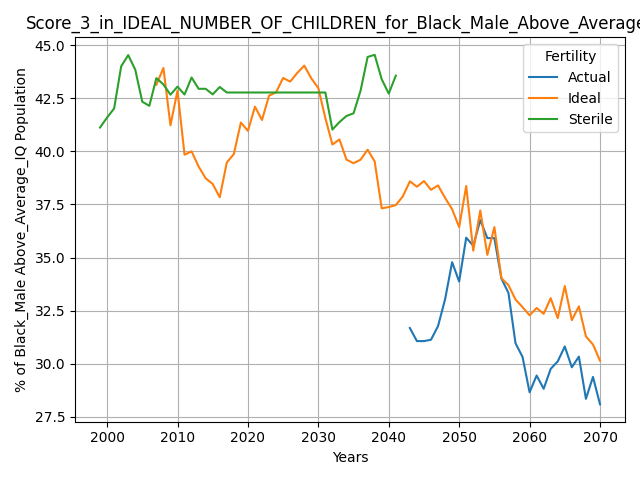 Score_3_in_IDEAL_NUMBER_OF_CHILDREN_for_Black_Male_Above_Average
Fertility
Actual
Ideal
Sterile
% of Black_Male Above_Average_IQ Population
45.0
42.5
40.0
37.5
35.0
32.5
30.0
27.5
2000 2010 2020 2030 2040 2050 2060 2070
Years